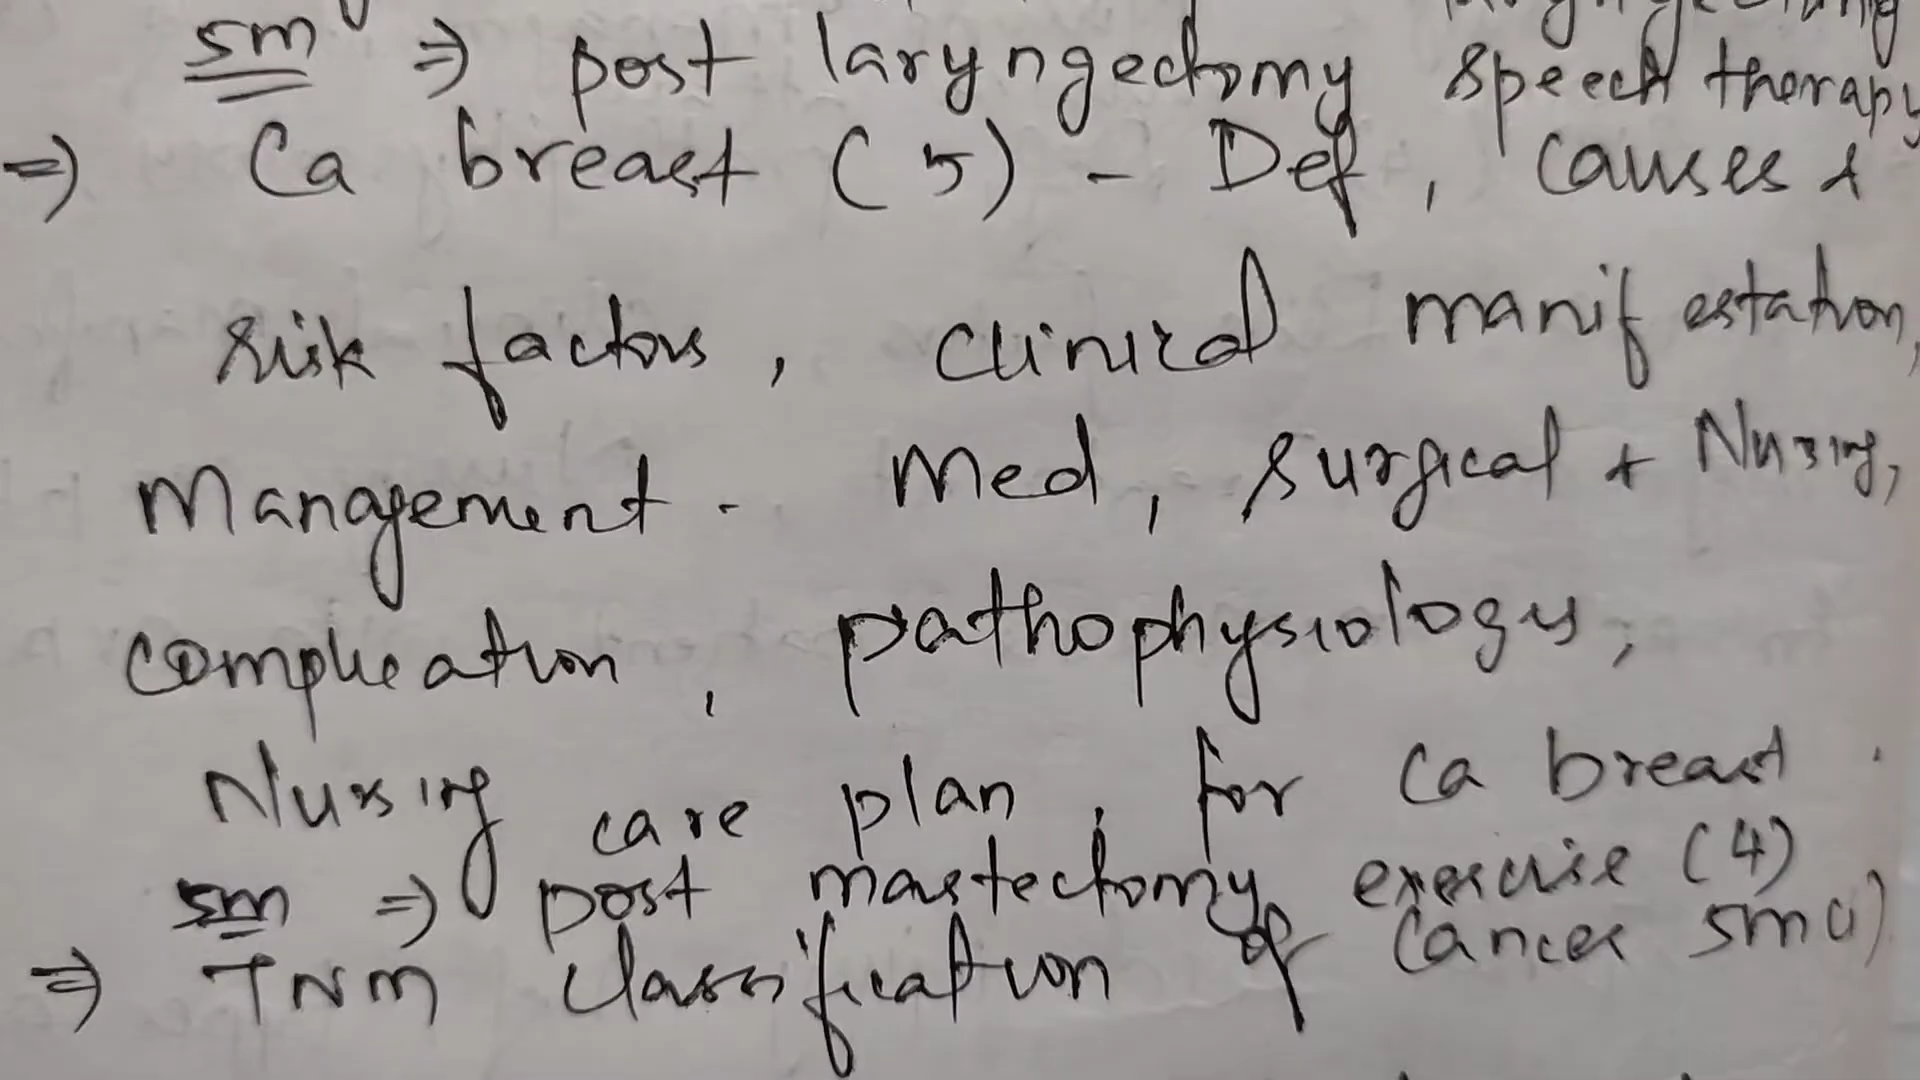 sm ⇒ post laryngectomy speech therapy
⇒ Ca breast (5) - Def, causes &
risk factors, clinical manifestation,
Management - Med, surgical + Nursing,
complication, pathophysiology,
Nursing care plan, for Ca breast.
sm ⇒ post mastectomy exercise (4)
⇒ TNM classification of Cancer sm (1)